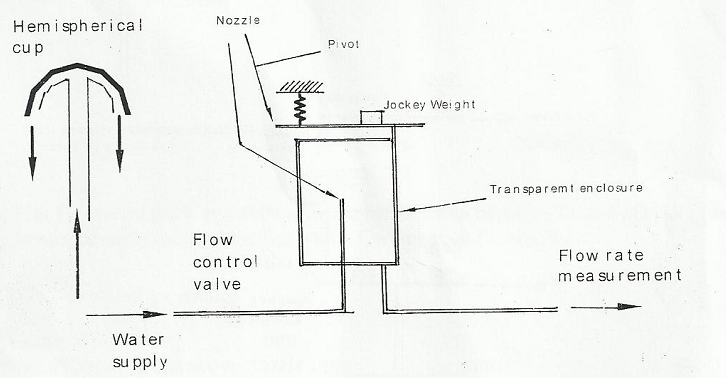 Hemispherical
cup
Nozzle
Pivot
Jockey Weight
Transparemt enclosure
Flow
control
valve
Flow rate
measurement
Water
supply